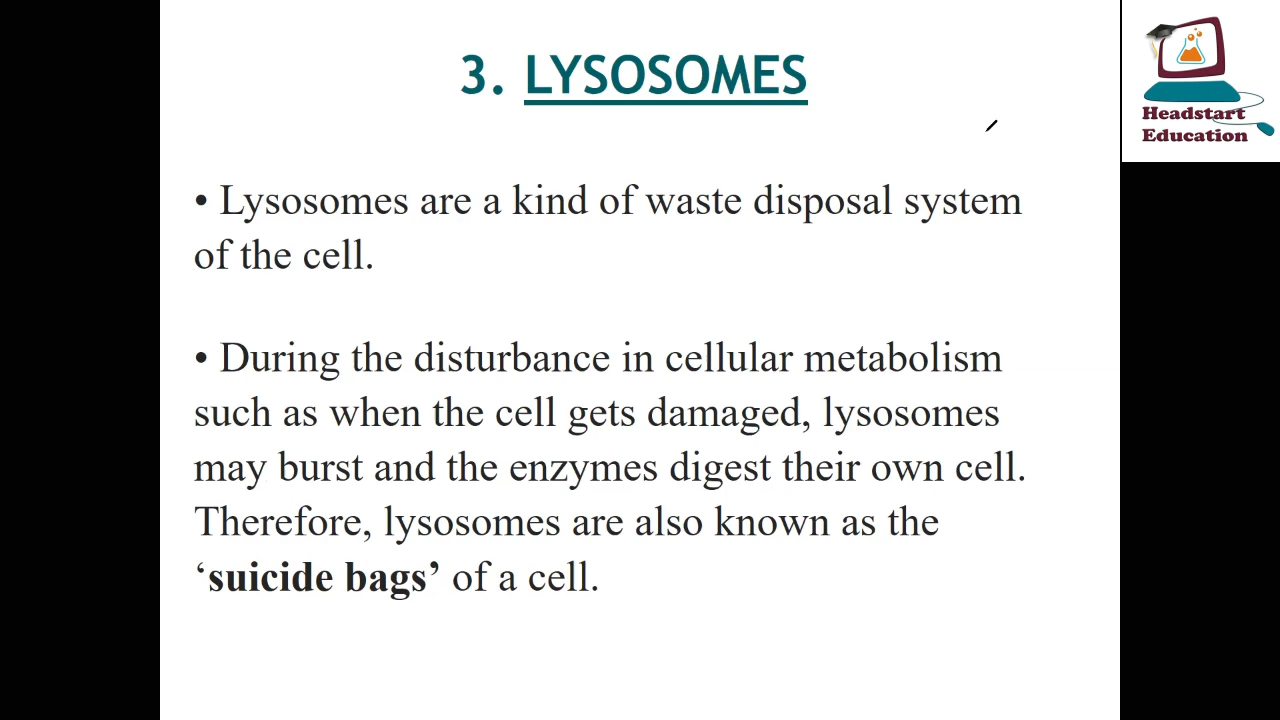 3. LYSOSOMES
Headstart
Education
• Lysosomes are a kind of waste disposal system
of the cell.
• During the disturbance in cellular metabolism
such as when the cell gets damaged, lysosomes
may burst and the enzymes digest their own cell.
Therefore, lysosomes are also known as the
‘suicide bags’ of a cell.